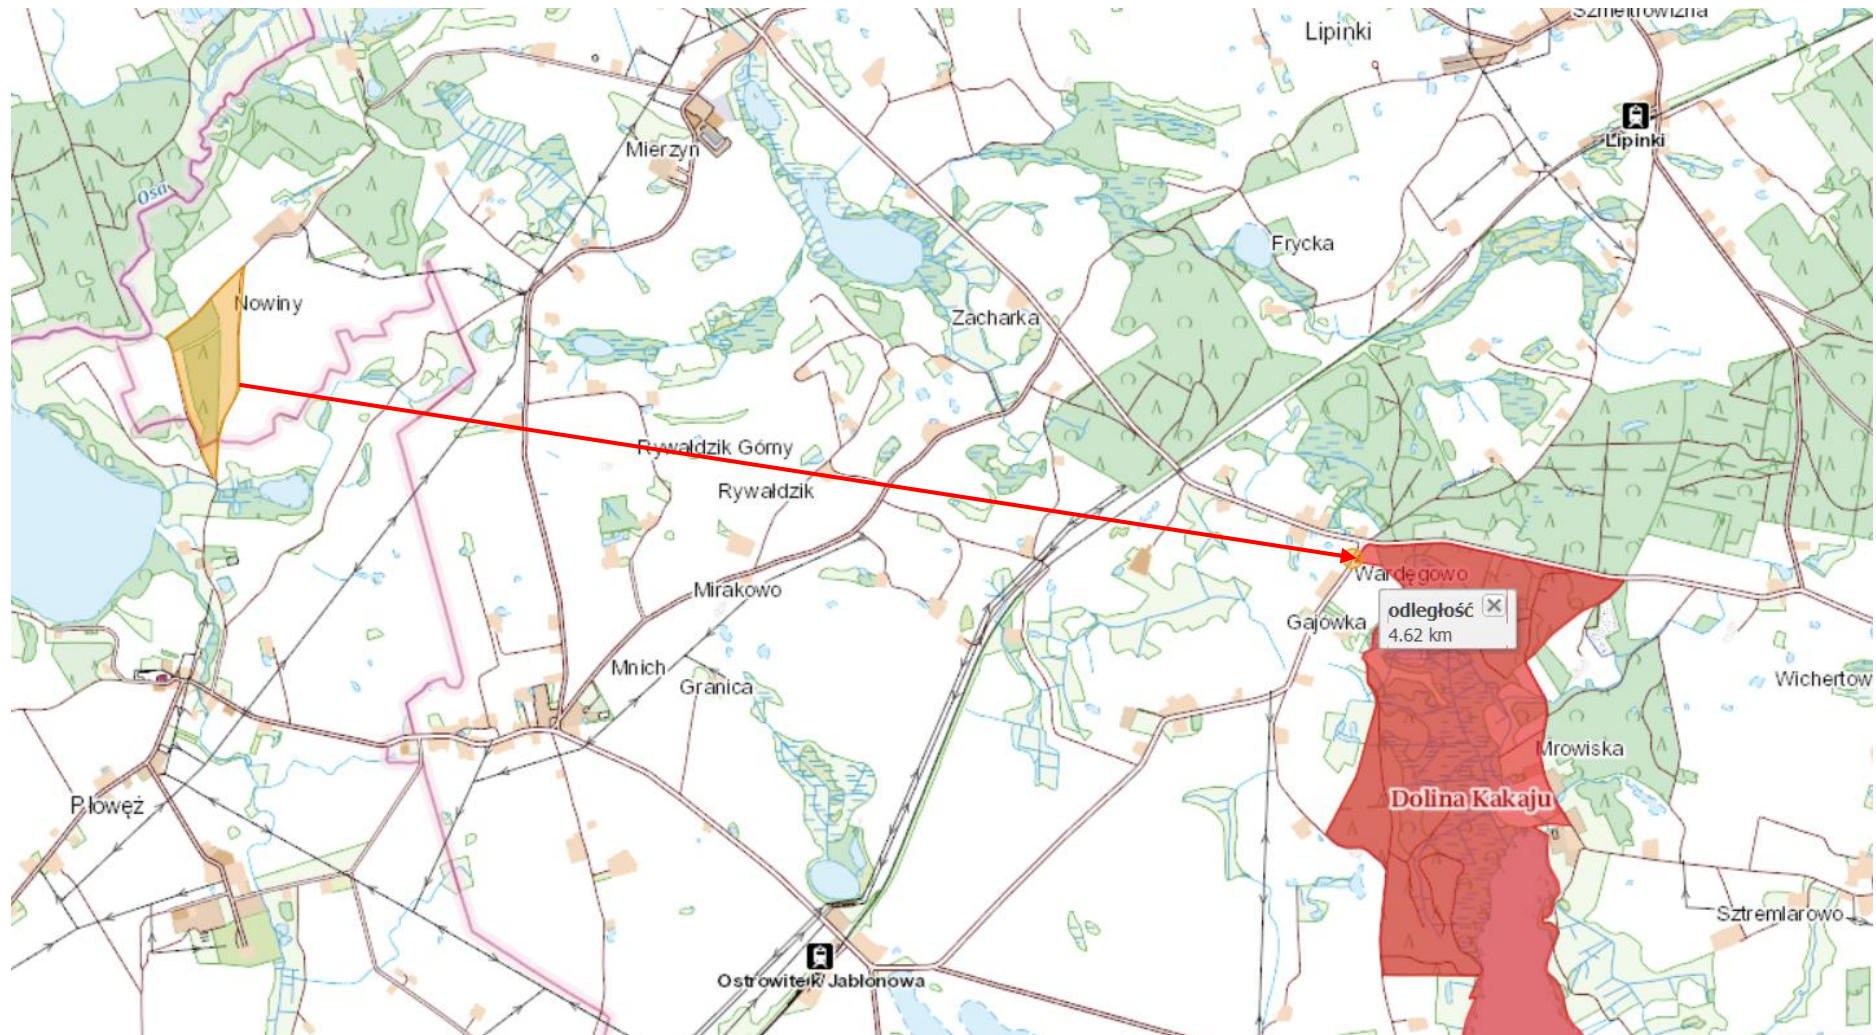 Szmeltrowizna
Lipinki
Lipinki
Mierzyn
Osa
Frycka
Nowiny
Zacharka
Rywałdzik Górny
Rywałdzik
Wardęgowo
Mirakowo
odległość
4.62 km
Gajówka
Mnich
Granica
Wichertow
Mrowiska
Płowęż
Dolina Kakaju
Sztremlarowo
Ostrowite k/Jabłonowa